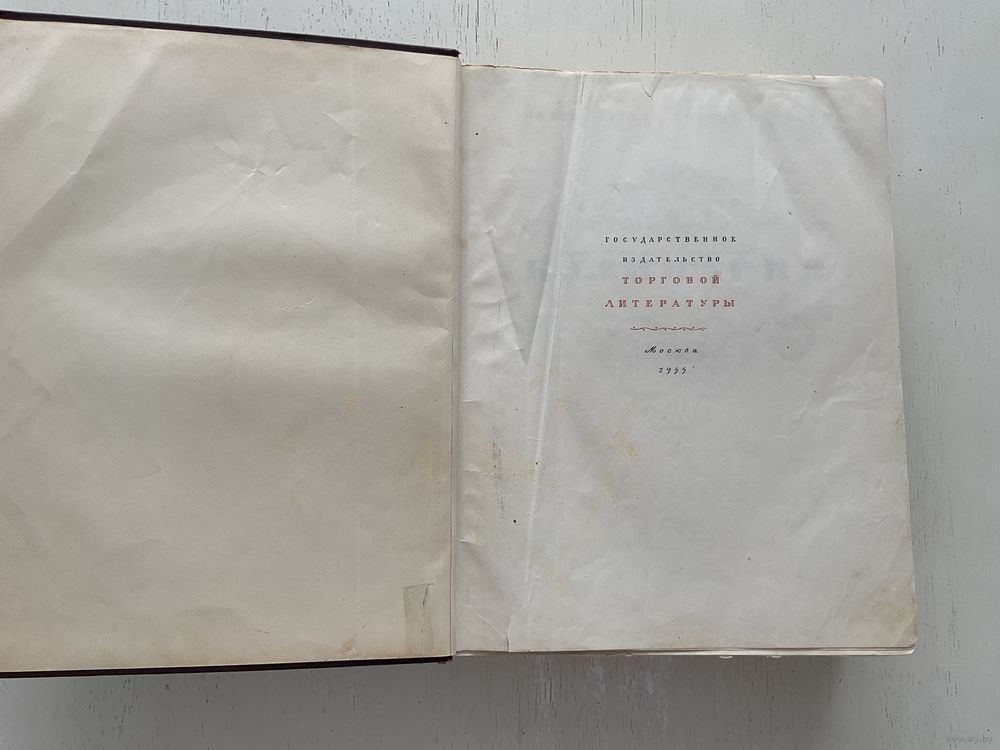 ГОСУДАРСТВЕННОЕ
ИЗДАТЕЛЬСТВО
ТОРГОВОЙ
ЛИТЕРАТУРЫ
Москва
1955
www.ay.by